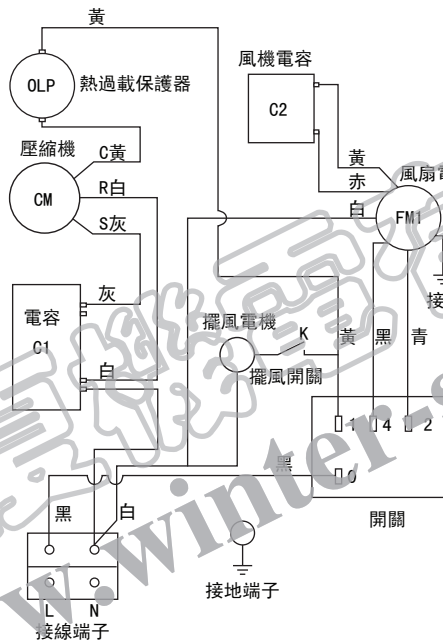 黃
OLP
熱過載保護器
風機電容
C2
壓縮機
C黃
R白
CM
S灰
黃
赤
白
風扇電
FM1
接
灰
電容
C1
白
擺風電機
K
擺風開關
黃
黑
青
1
4
2
黑
0
開關
黑
白
L
N
接線端子
接地端子
www.winter-s